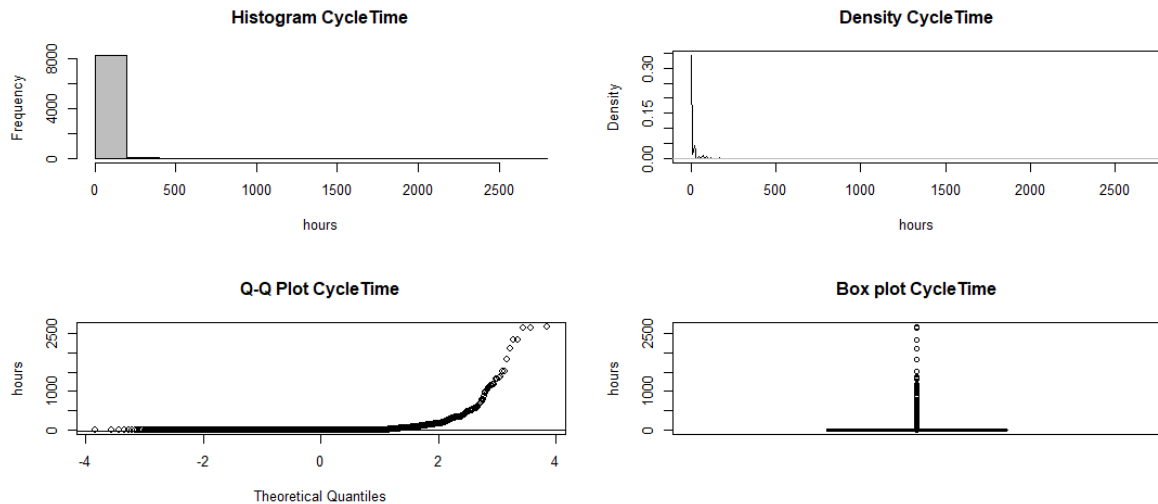 Histogram CycleTime
Frequency
8000
4000
0
0 500 1000 1500 2000 2500
hours
Density CycleTime
Density
0.30
0.15
0.00
0 500 1000 1500 2000 2500
hours
Q-Q Plot CycleTime
hours
2500
1000
0
-4 -2 0 2 4
Theoretical Quantiles
Box plot CycleTime
hours
2500
1000
0